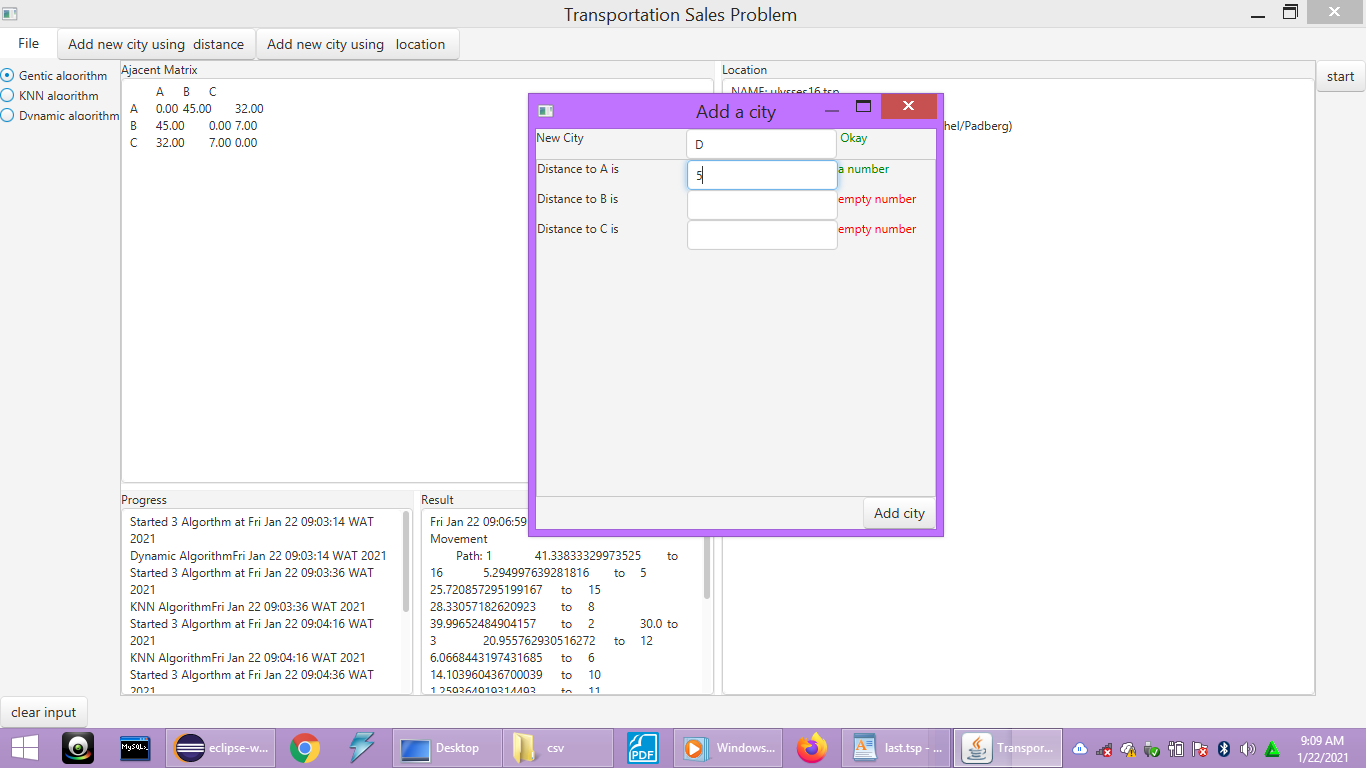 Transportation Sales Problem
File
Add new city using distance
Add new city using location
Gentic algorithm
KNN algorithm
Dynamic algorithm
Ajacent Matrix
A B C
A 0.00 45.00 32.00
B 45.00 0.00 7.00
C 32.00 7.00 0.00
Location
NAME: ulysses16.tsp
hel/Padberg)
start
Add a city
New City D Okay
Distance to A is 5 a number
Distance to B is empty number
Distance to C is empty number
Add city
Progress
Started 3 Algorthm at Fri Jan 22 09:03:14 WAT
2021
Dynamic AlgorithmFri Jan 22 09:03:14 WAT 2021
Started 3 Algorthm at Fri Jan 22 09:03:36 WAT
2021
KNN AlgorithmFri Jan 22 09:03:36 WAT 2021
Started 3 Algorthm at Fri Jan 22 09:04:16 WAT
2021
KNN AlgorithmFri Jan 22 09:04:16 WAT 2021
Started 3 Algorthm at Fri Jan 22 09:04:36 WAT
2021
Result
Fri Jan 22 09:06:59
Movement
Path: 1 41.33833329973525 to
16 5.294997639281816 to 5
25.720857295199167 to 15
28.33057182620923 to 8
39.99652484904157 to 2 30.0 to
3 20.955762930516272 to 12
6.0668443197431685 to 6
14.103960436700039 to 10
1.259364919314493 to 11
clear input
MySQL
eclipse-w...
Desktop
csv
PDF
Windows...
last.tsp - ...
Transpor...
9:09 AM
1/22/2021